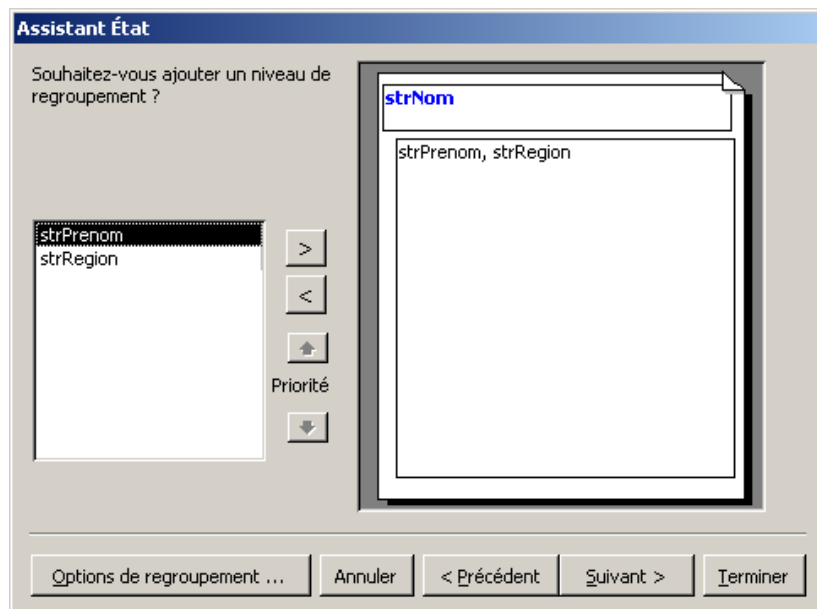 Assistant État
Souhaitez-vous ajouter un niveau de
regroupement ?
strNom
strPrenom, strRegion
strPrenom
strRegion
>
<
Priorité
Options de regroupement ...
Annuler
< Précédent
Suivant >
Terminer